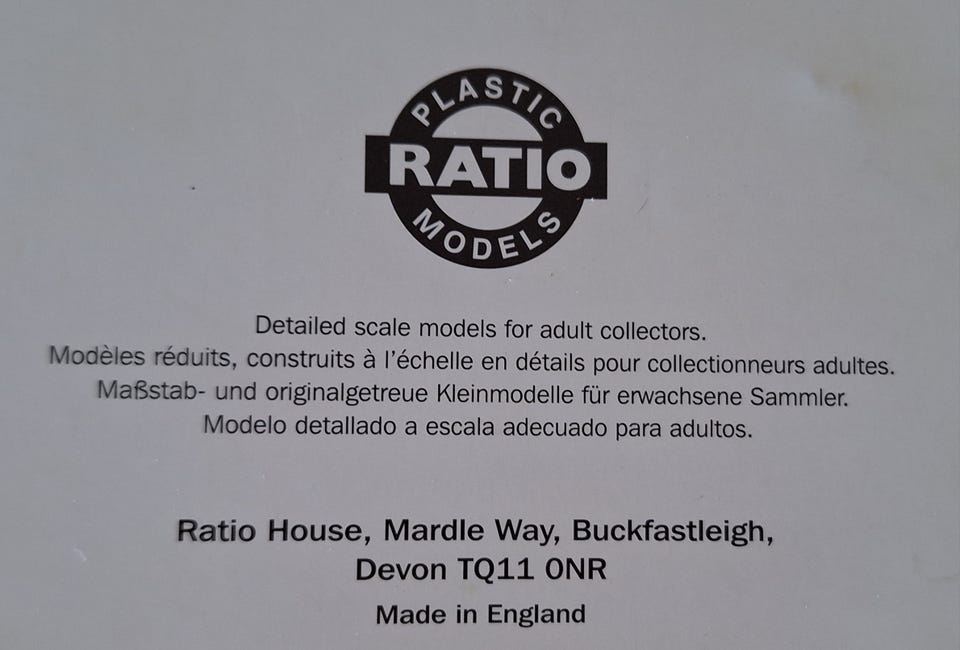 PLASTIC
RATIO
MODELS
Detailed scale models for adult collectors.
Modèles réduits, construits à l'échelle en détails pour collectionneurs adultes.
Maßstab- und originalgetreue Kleinmodelle für erwachsene Sammler.
Modelo detallado a escala adecuado para adultos.
Ratio House, Mardle Way, Buckfastleigh,
Devon TQ11 0NR
Made in England